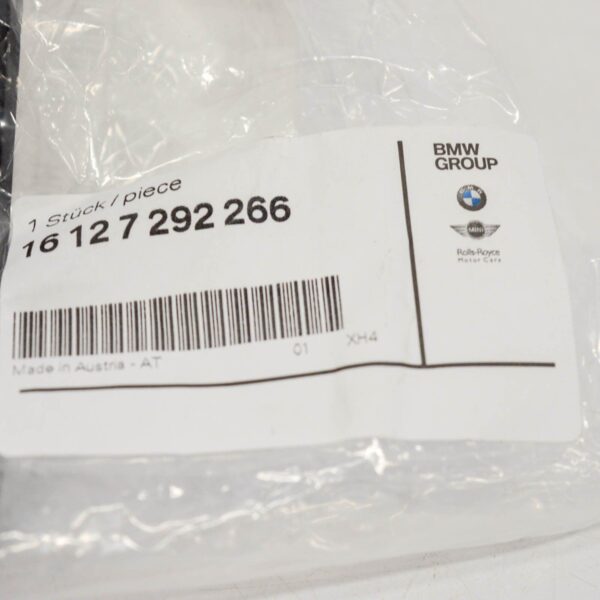 1 Stück / piece
16 12 7 292 266
Made in Austria - AT
01
XH4
BMW
GROUP
MINI
Rolls-Royce
Motor Cars